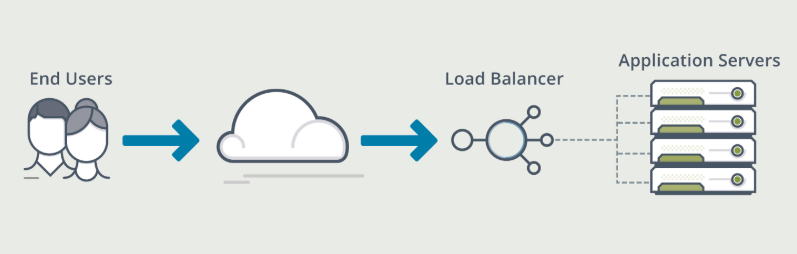 End Users
Load Balancer
Application Servers